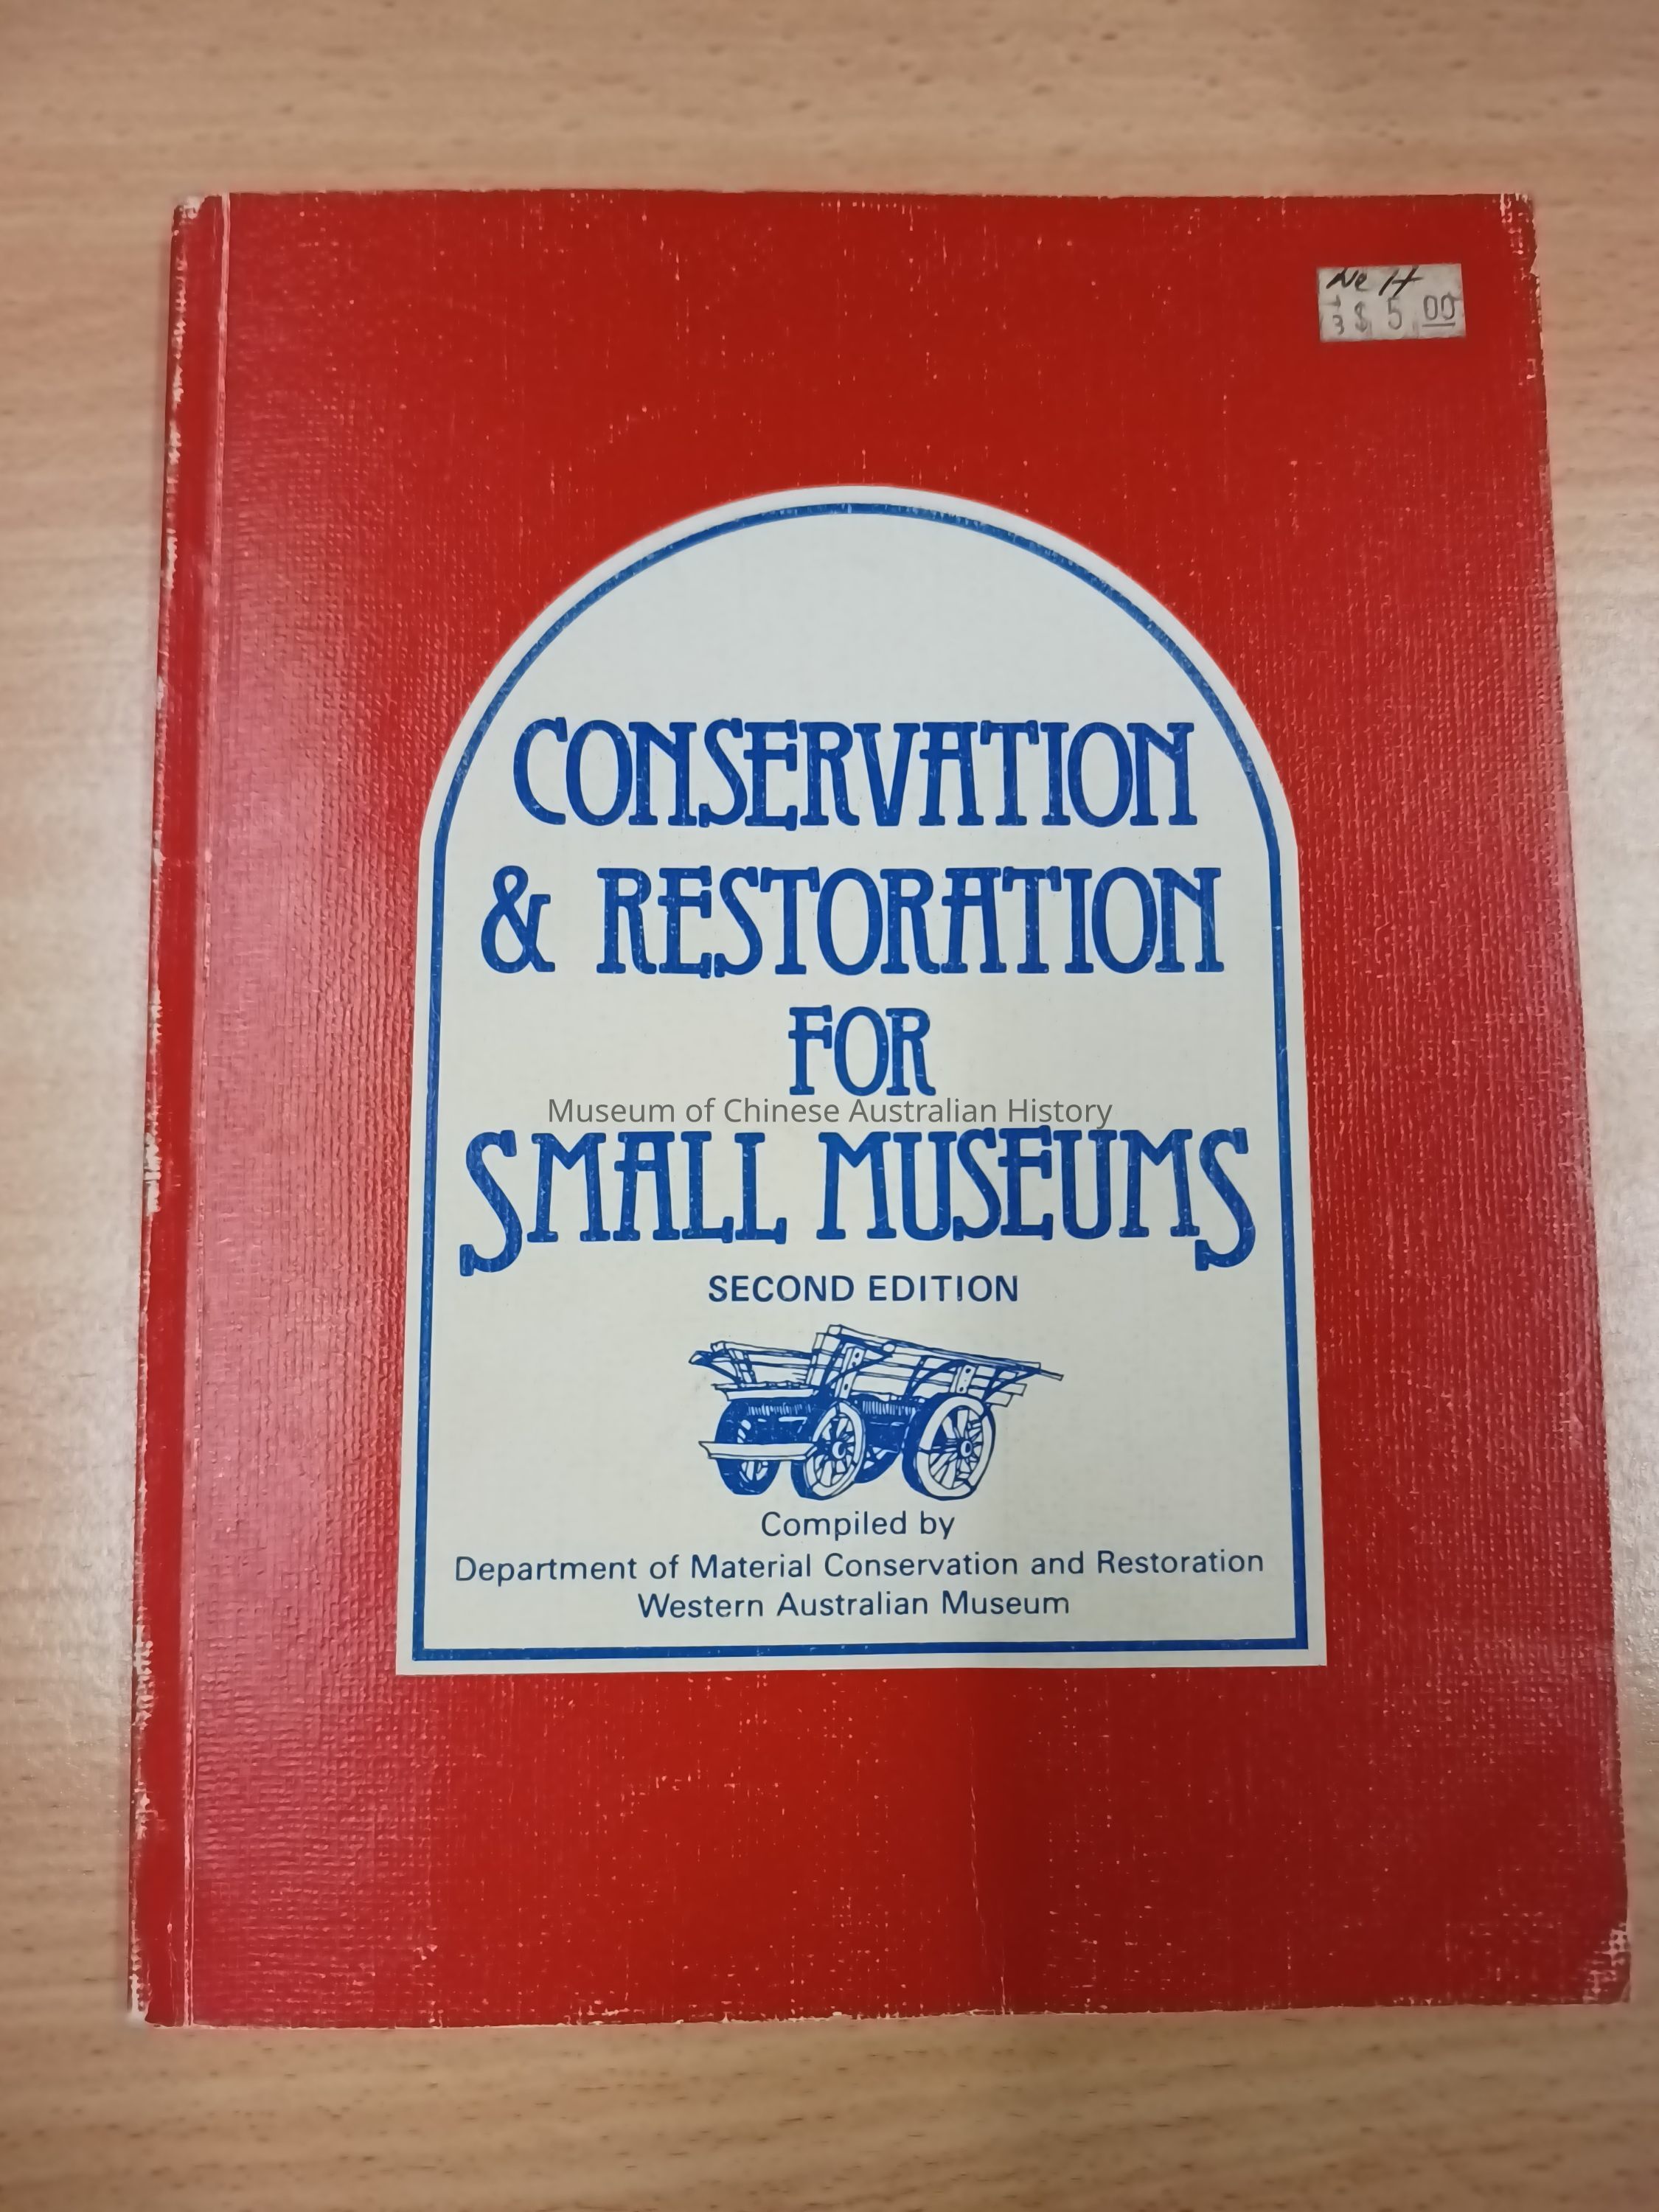 Ne H
$ 5 00
CONSERVATION
& RESTORATION
FOR
Museum of Chinese Australian History
SMALL MUSEUMS
SECOND EDITION
Compiled by
Department of Material Conservation and Restoration
Western Australian Museum